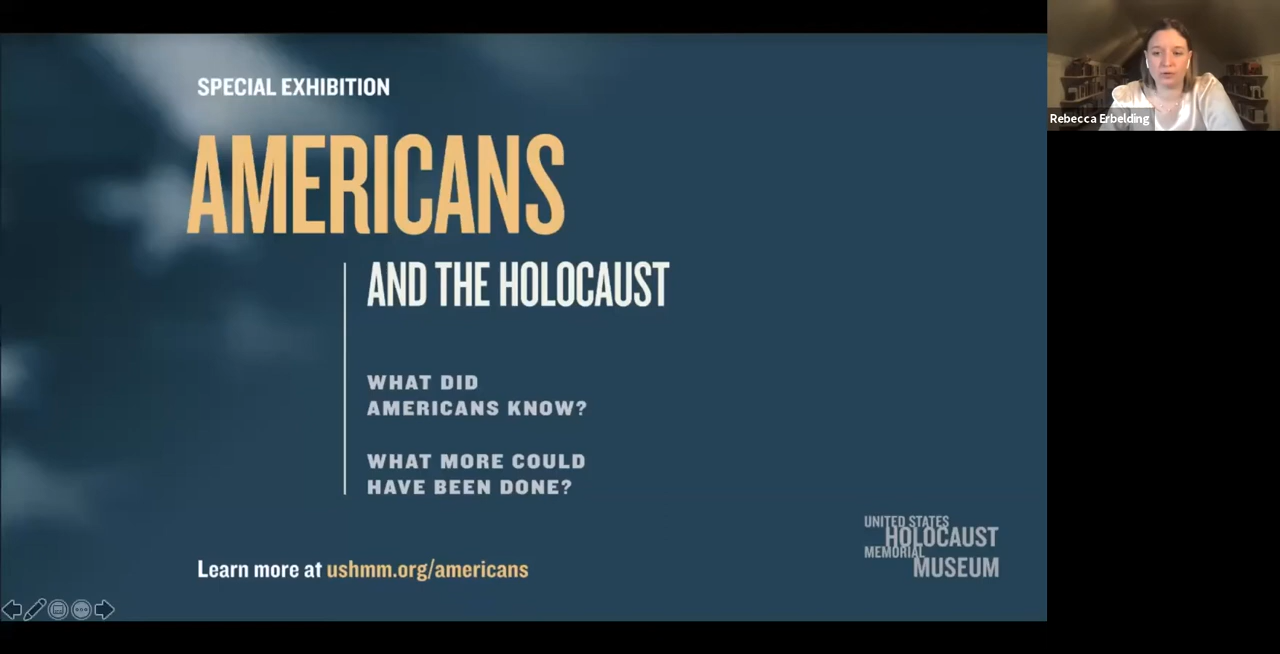 SPECIAL EXHIBITION
AMERICANS
AND THE HOLOCAUST
WHAT DID
AMERICANS KNOW?
WHAT MORE COULD
HAVE BEEN DONE?
Learn more at ushmm.org/americans
UNITED STATES
HOLOCAUST
MEMORIAL
MUSEUM
Rebecca Erbelding